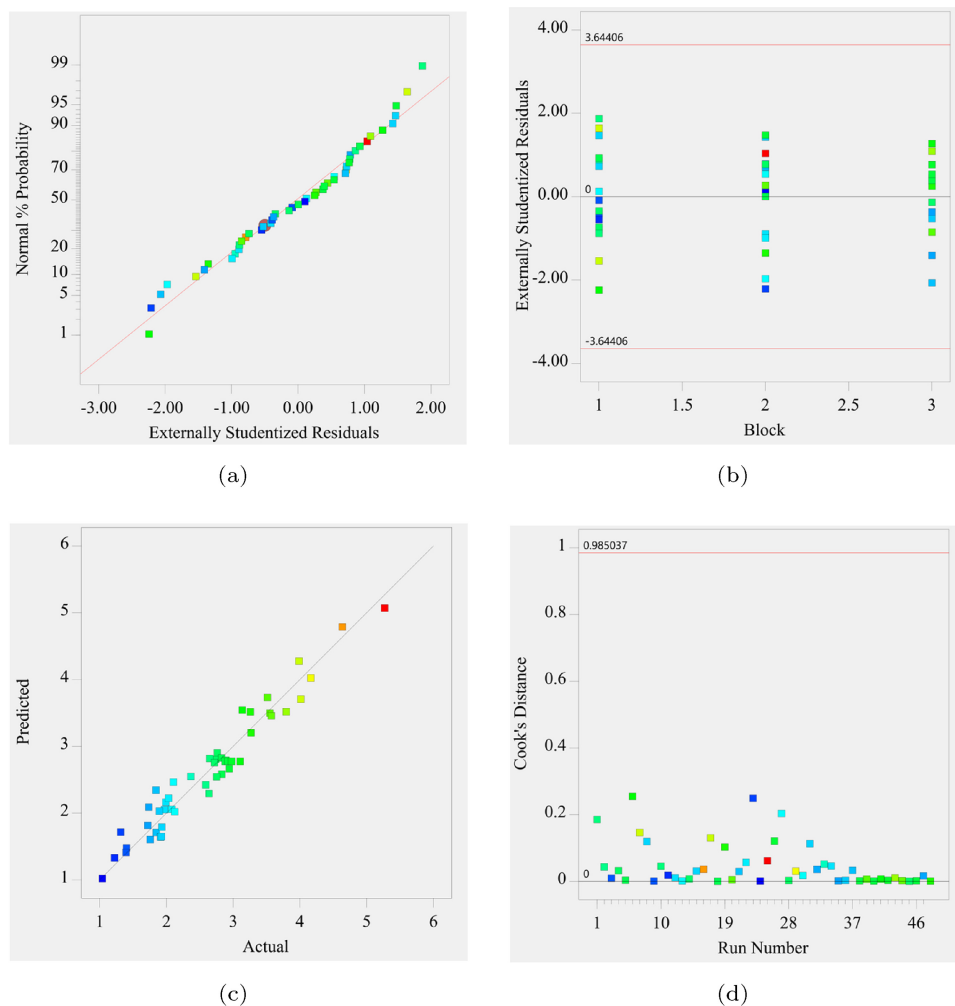 99
95
90
70
50
20
10
5
1
Normal % Probability
-3.00 -2.00 -1.00 0.00 1.00 2.00
Externally Studentized Residuals
(a)
4.00
2.00
0.00
-2.00
-4.00
3.64406
0
-3.64406
Externally Studentized Residuals
1 1.5 2 2.5 3
Block
(b)
6
5
4
3
2
1
Predicted
1 2 3 4 5 6
Actual
(c)
1
0.8
0.6
0.4
0.2
0
0.985037
0
Cook's Distance
1 10 19 28 37 46
Run Number
(d)